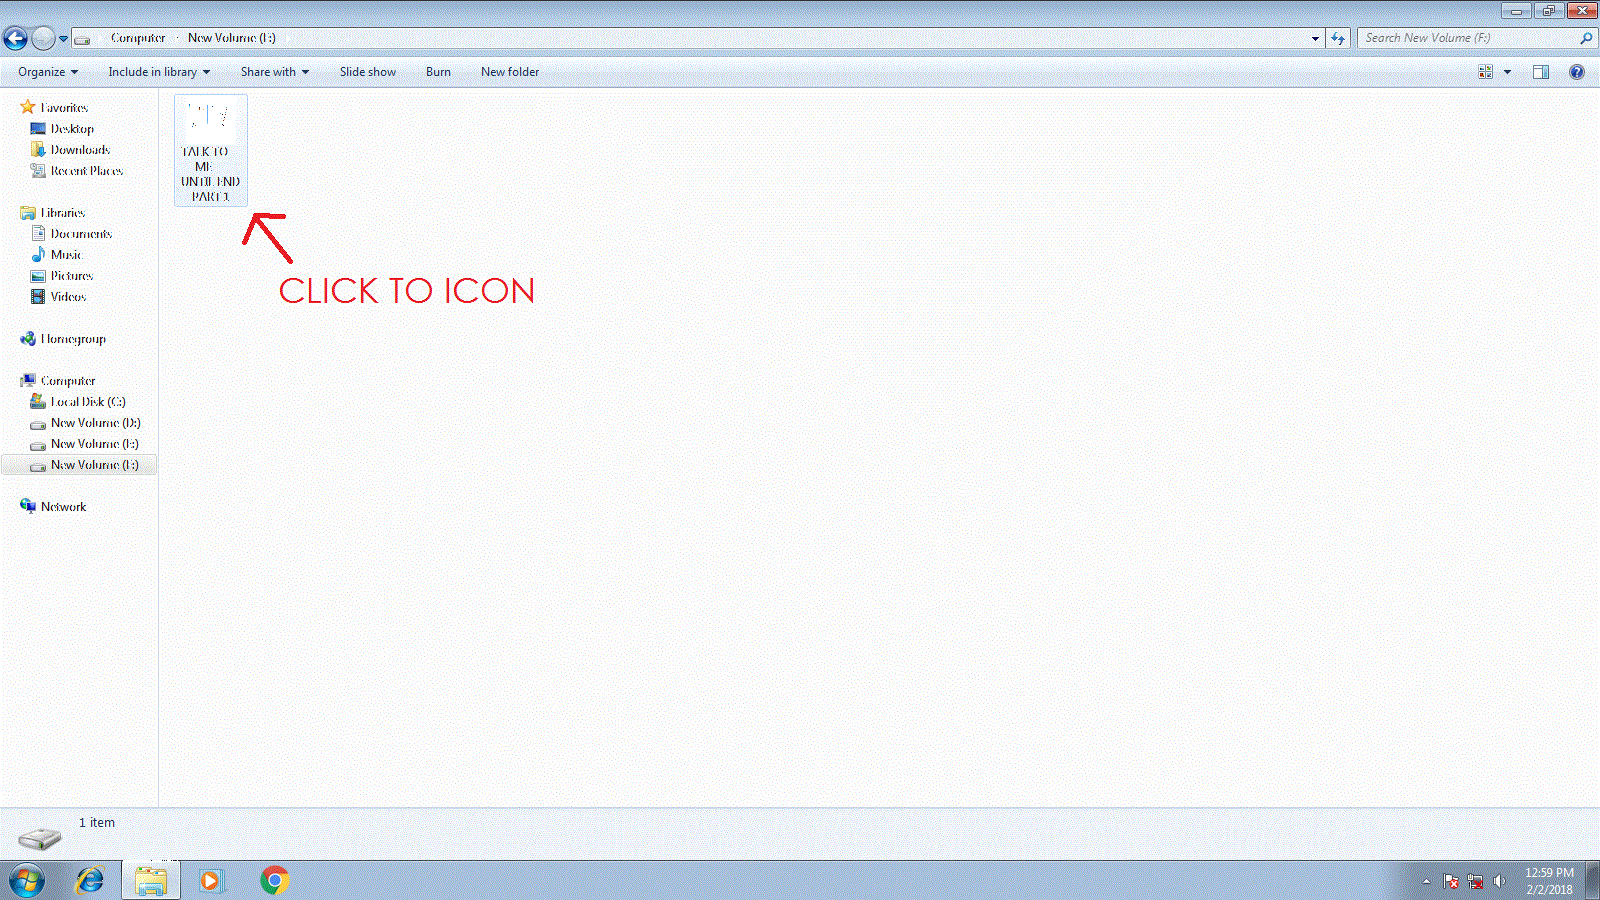 Computer
New Volume (F:)
Search New Volume (F:)
Organize
Include in library
Share with
Slide show
Burn
New folder
Favorites
Desktop
Downloads
Recent Places
Libraries
Documents
Music
Pictures
Videos
Homegroup
Computer
Local Disk (C:)
New Volume (D:)
New Volume (E:)
New Volume (F:)
Network
TALK TO
ME
UNTIL END
PART 1
CLICK TO ICON
1 item
12:59 PM
2/2/2018